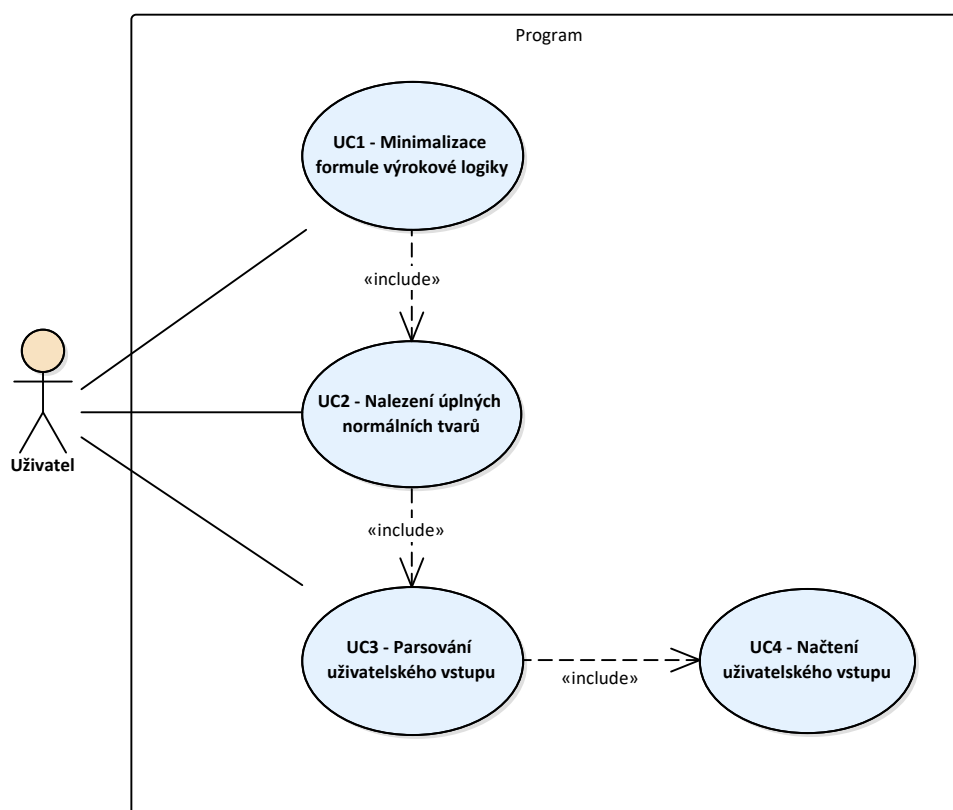 Program
UC1 - Minimalizace
formule výrokové logiky
«include»
UC2 - Nalezení úplných
normálních tvarů
Uživatel
«include»
UC3 - Parsování
uživatelského vstupu
«include»
UC4 - Načtení
uživatelského vstupu